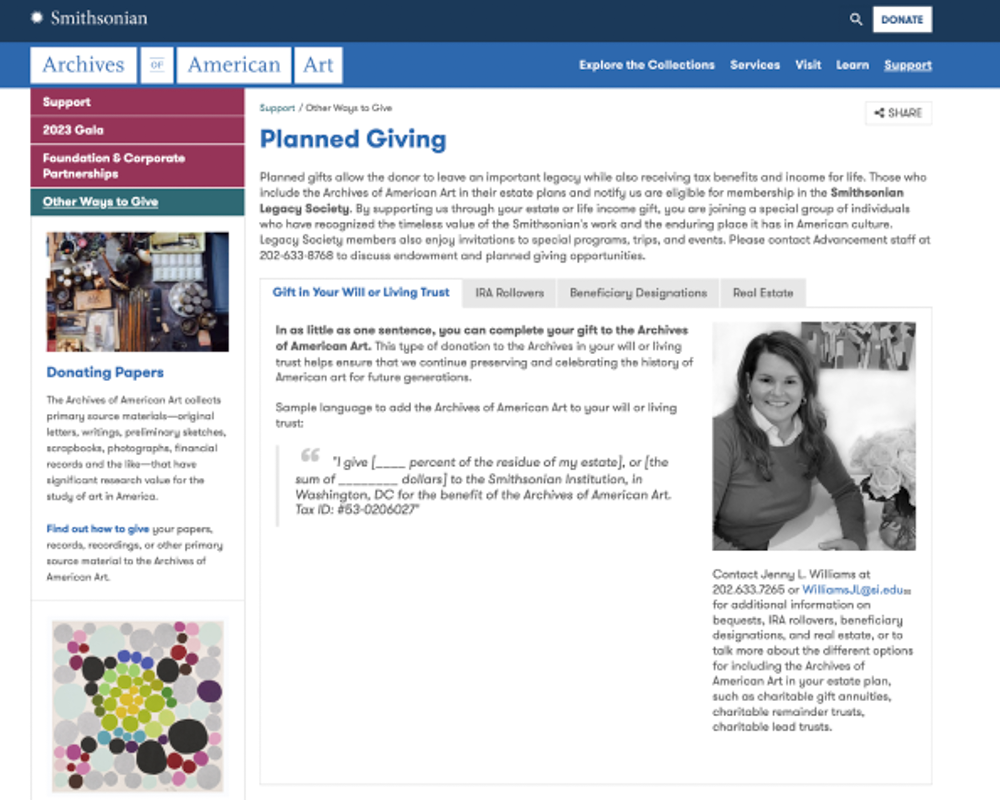 Smithsonian
DONATE
Archives OF American Art
Explore the Collections Services Visit Learn Support
Support
2023 Gala
Foundation & Corporate
Partnerships
Other Ways to Give
Donating Papers
The Archives of American Art collects
primary source materials—original
letters, writings, preliminary sketches,
scrapbooks, photographs, financial
records and the like—that have
significant research value for the
study of art in America.
Find out how to give your papers,
records, recordings, or other primary
source material to the Archives of
American Art.
Support / Other Ways to Give
SHARE
Planned Giving
Planned gifts allow the donor to leave an important legacy while also receiving tax benefits and income for life. Those who
include the Archives of American Art in their estate plans and notify us are eligible for membership in the Smithsonian
Legacy Society. By supporting us through your estate or life income gift, you are joining a special group of individuals
who have recognized the timeless value of the Smithsonian's work and the enduring place it has in American culture.
Legacy Society members also enjoy invitations to special programs, trips, and events. Please contact Advancement staff at
202-633-8768 to discuss endowment and planned giving opportunities.
Gift in Your Will or Living Trust IRA Rollovers Beneficiary Designations Real Estate
In as little as one sentence, you can complete your gift to the Archives
of American Art. This type of donation to the Archives in your will or living
trust helps ensure that we continue preserving and celebrating the history of
American art for future generations.
Sample language to add the Archives of American Art to your will or living
trust:
"I give [____ percent of the residue of my estate], or [the
sum of ________ dollars] to the Smithsonian Institution, in
Washington, DC for the benefit of the Archives of American Art.
Tax ID: #53-0206027"
Contact Jenny L. Williams at
202.633.7265 or WilliamsJL@si.edu
for additional information on
bequests, IRA rollovers, beneficiary
designations, and real estate, or to
talk more about the different options
for including the Archives of
American Art in your estate plan,
such as charitable gift annuities,
charitable remainder trusts,
charitable lead trusts.